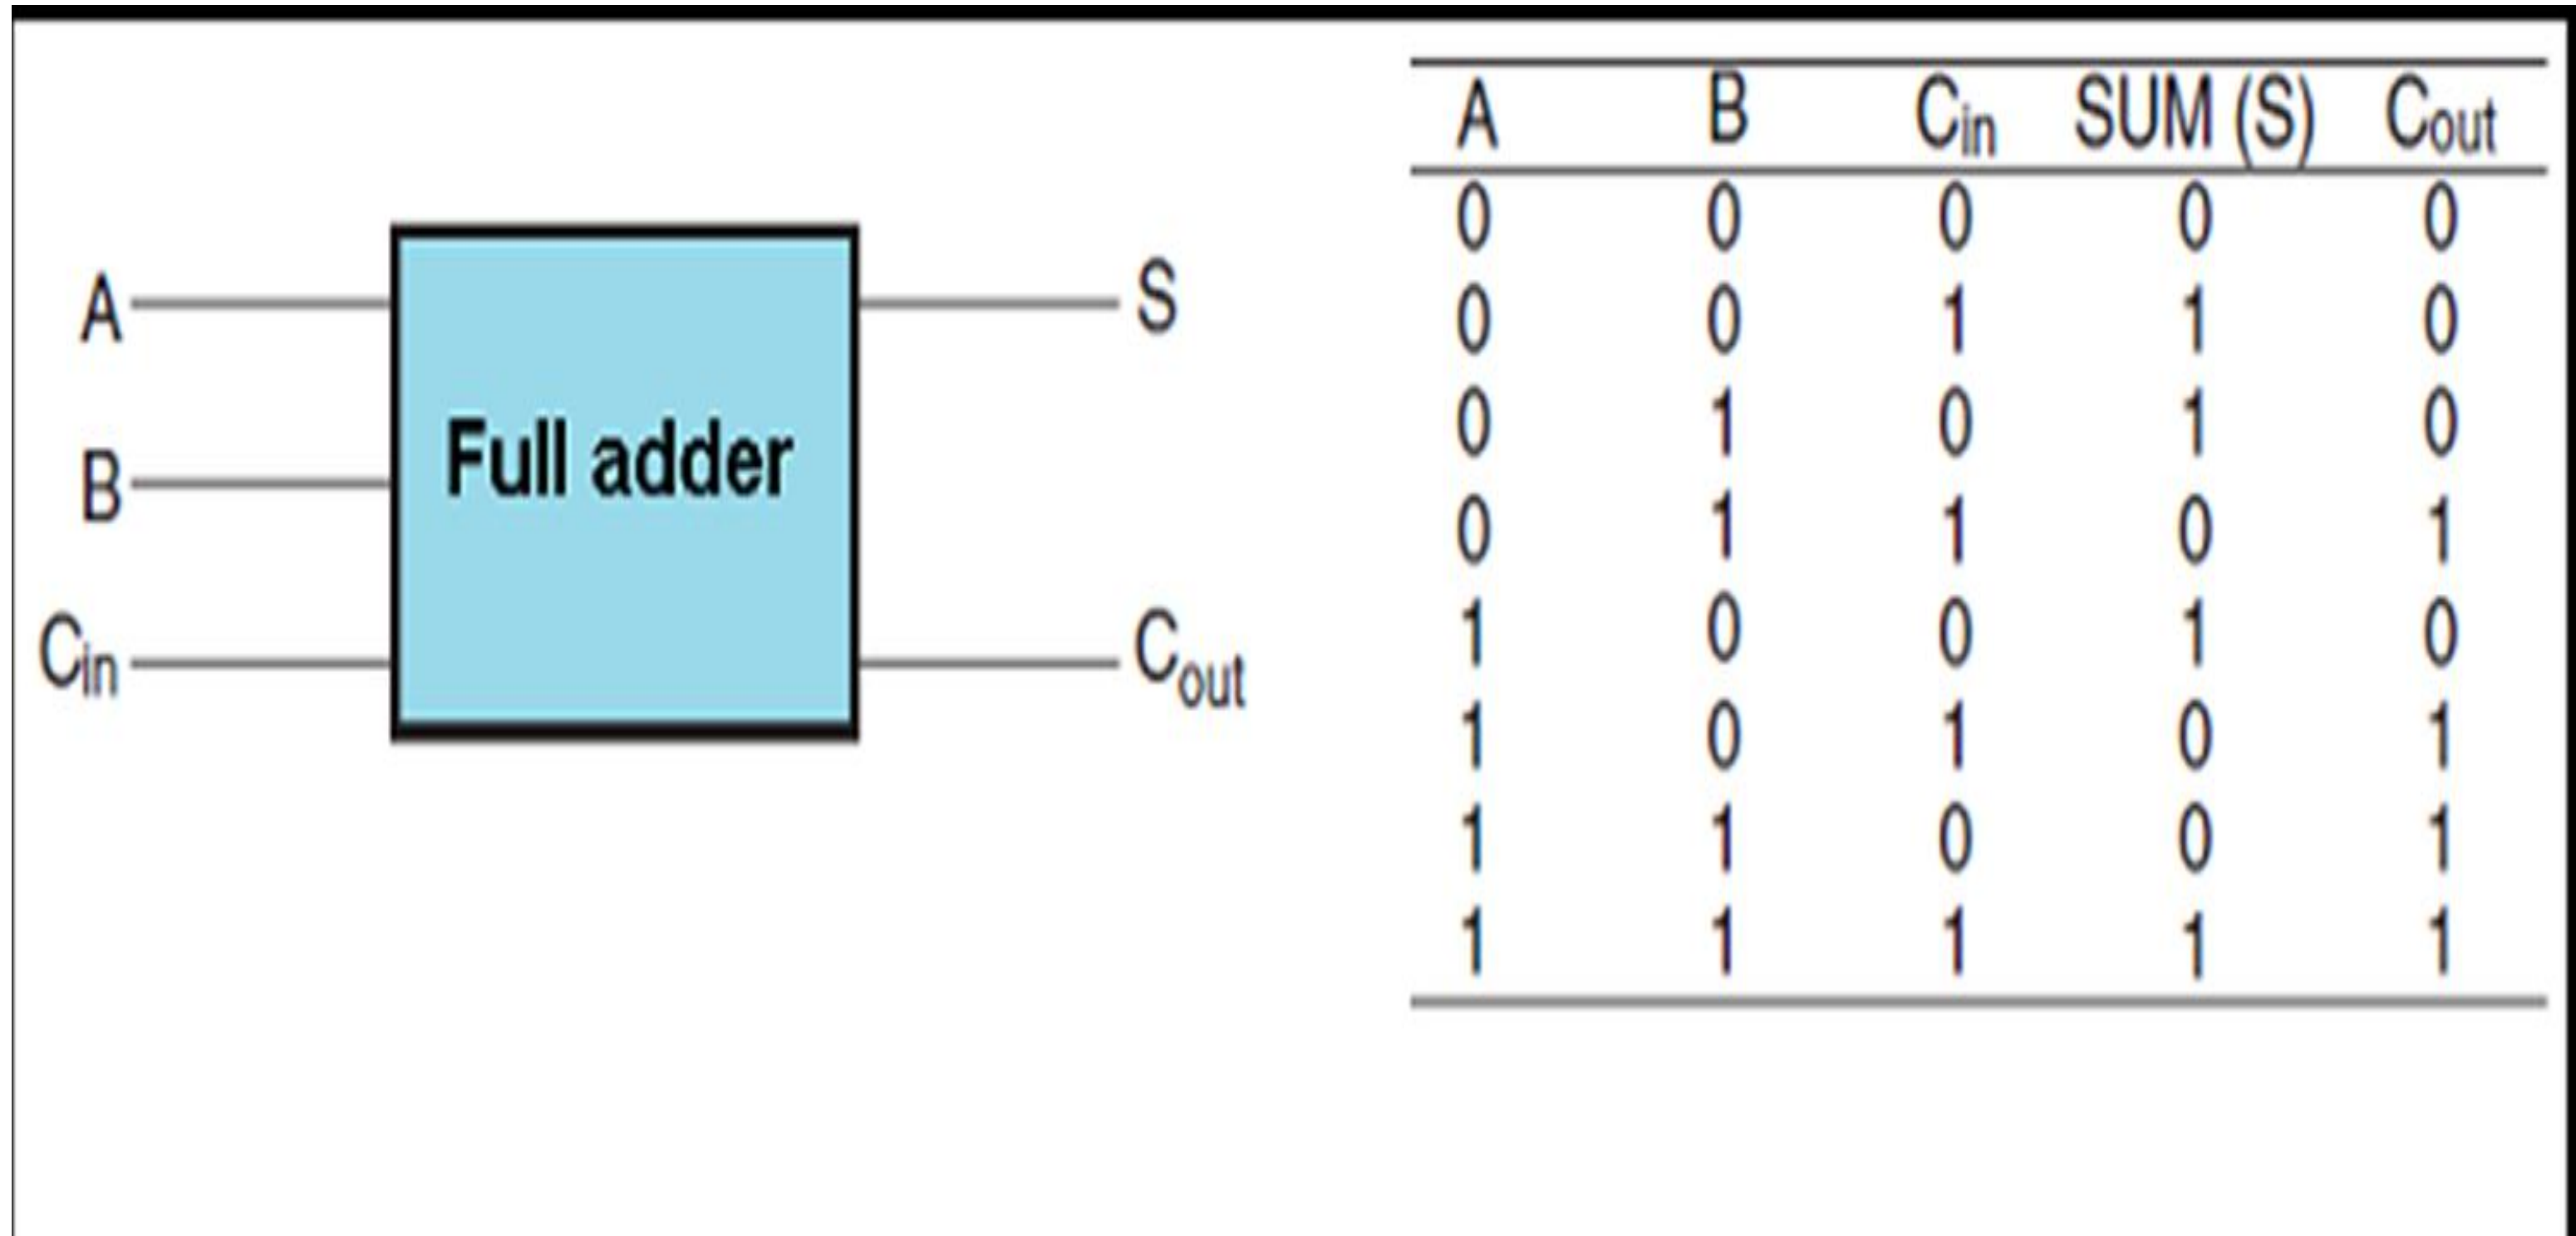 A
B
Cin
Full adder
S
Cout
A B Cin SUM (S) Cout
0 0 0 0 0
0 0 1 1 0
0 1 0 1 0
0 1 1 0 1
1 0 0 1 0
1 0 1 0 1
1 1 0 0 1
1 1 1 1 1